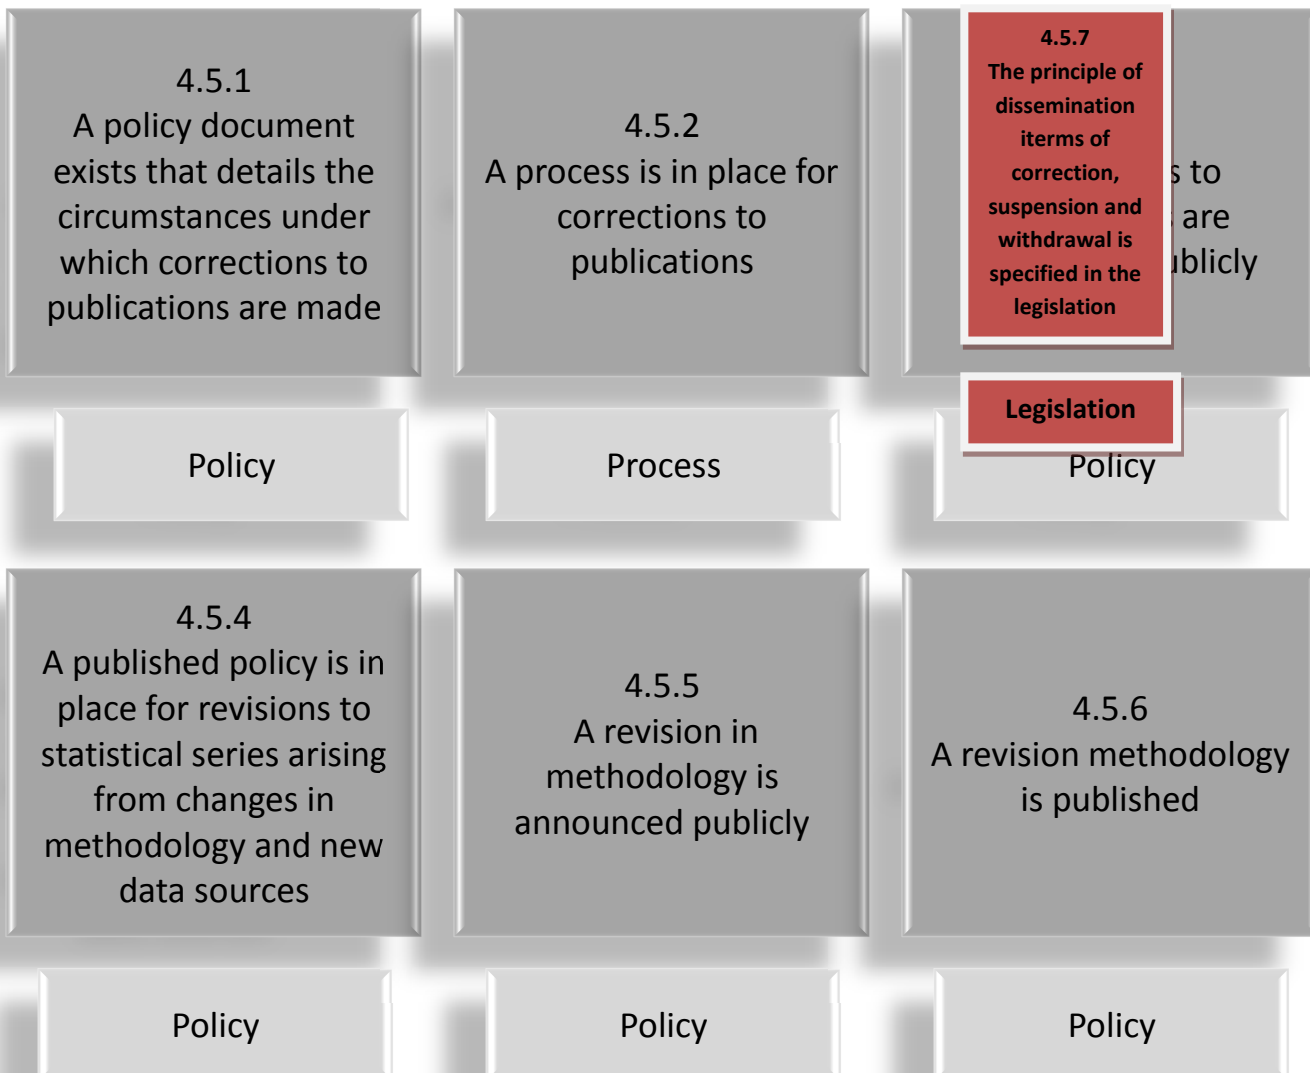 4.5.1
A policy document
exists that details the
circumstances under
which corrections to
publications are made
Policy
4.5.2
A process is in place for
corrections to
publications
Process
4.5.7
The principle of
dissemination
iterms of
correction,
suspension and
withdrawal is
specified in the
legislation
to
are
Legislation
Policy
4.5.4
A published policy is in
place for revisions to
statistical series arising
from changes in
methodology and new
data sources
Policy
4.5.5
A revision in
methodology is
announced publicly
Policy
4.5.6
A revision methodology
is published
Policy